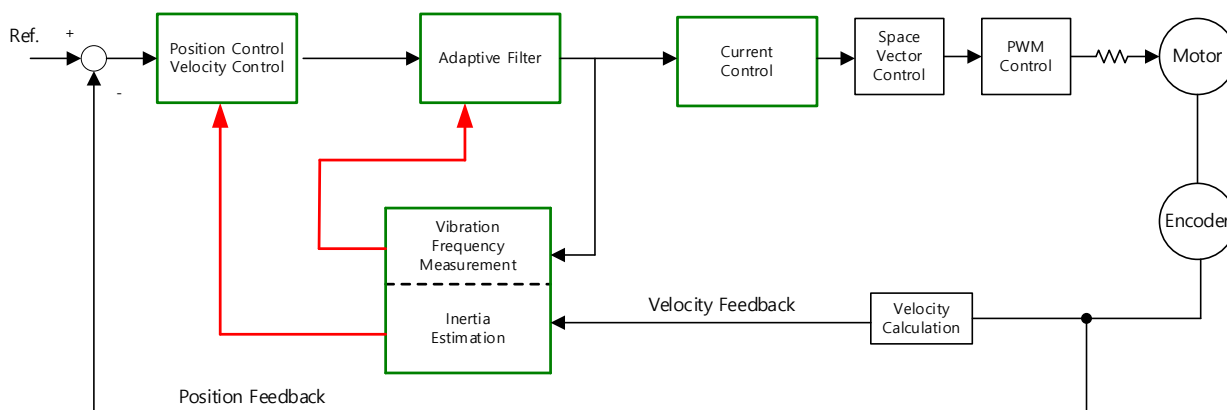 Ref.
+
-
Position Control
Velocity Control
Adaptive Filter
Current
Control
Space
Vector
Control
PWM
Control
Motor
Vibration
Frequency
Measurement
Encoder
Inertia
Estimation
Velocity Feedback
Velocity
Calculation
Position Feedback